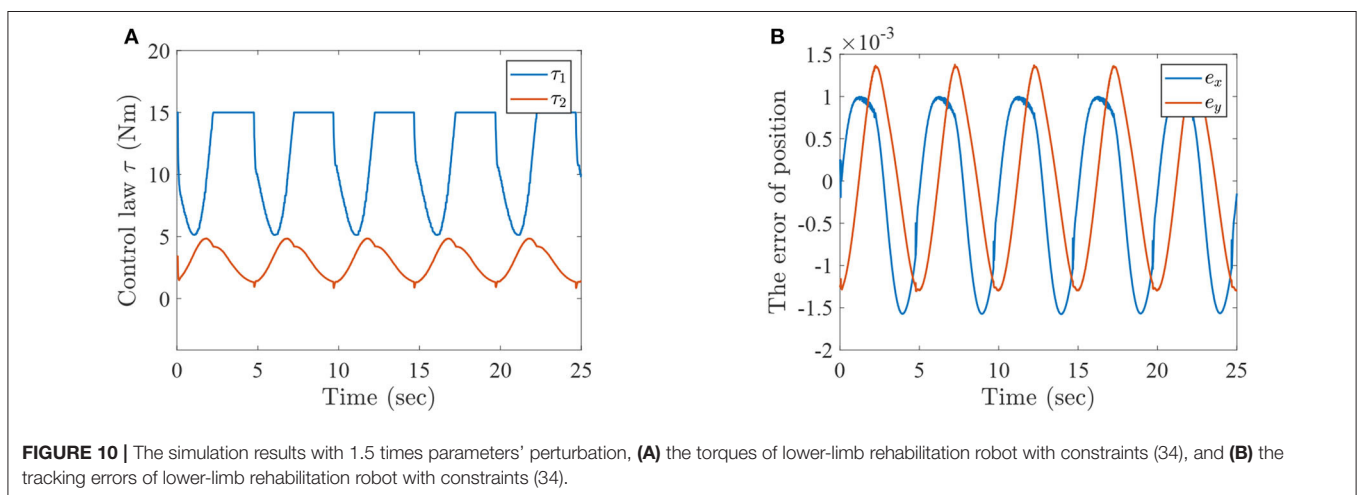 A
20
15
10
5
0
Control law τ (Nm)
τ₁
τ₂
0 5 10 15 20 25
Time (sec)
B
×10⁻³
1.5
1
0.5
0
-0.5
-1
-1.5
-2
The error of position
eₓ
e_y
0 5 10 15 20 25
Time (sec)
FIGURE 10 | The simulation results with 1.5 times parameters' perturbation, (A) the torques of lower-limb rehabilitation robot with constraints (34), and (B) the
tracking errors of lower-limb rehabilitation robot with constraints (34).